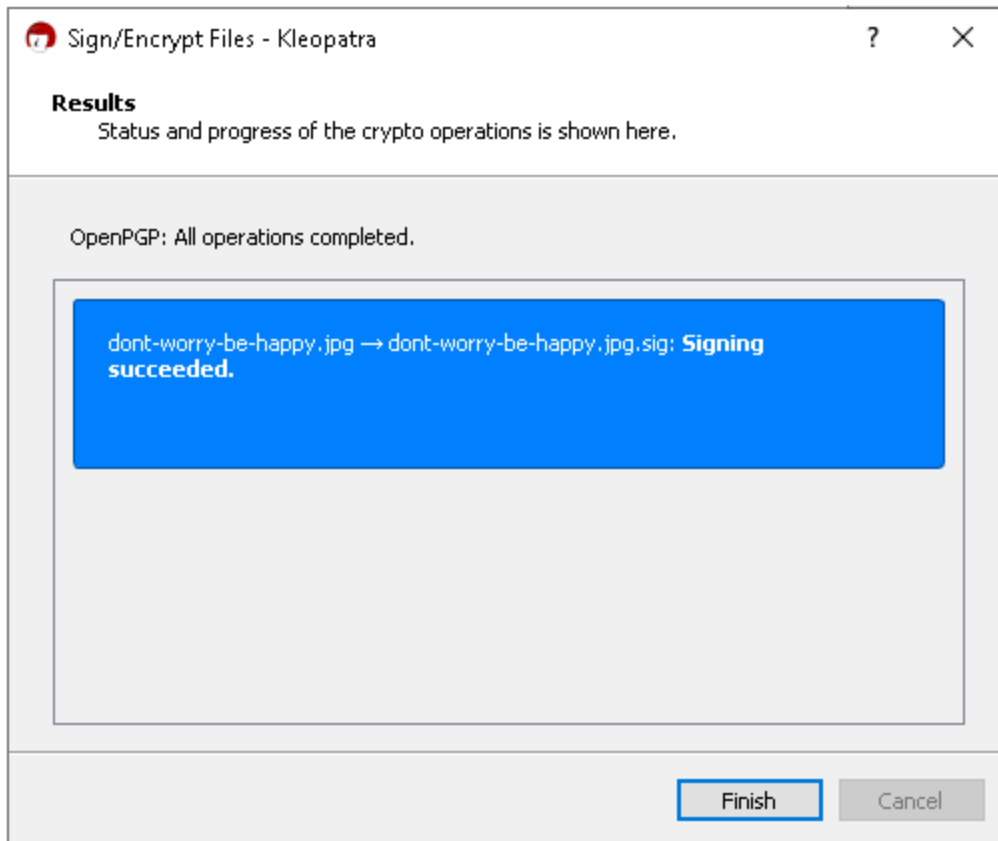 Sign/Encrypt Files - Kleopatra
?
Results
Status and progress of the crypto operations is shown here.
OpenPGP: All operations completed.
dont-worry-be-happy.jpg → dont-worry-be-happy.jpg.sig: Signing
succeeded.
Finish
Cancel